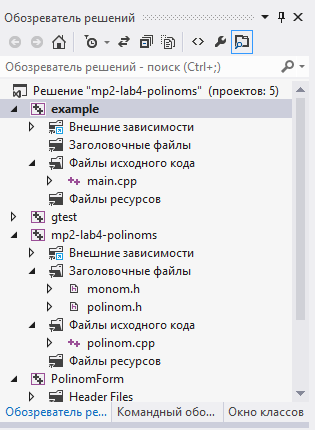 Обозреватель решений
Обозреватель решений - поиск (Ctrl+;)
Решение "mp2-lab4-polinoms" (проектов: 5)
example
Внешние зависимости
Заголовочные файлы
Файлы исходного кода
main.cpp
Файлы ресурсов
gtest
mp2-lab4-polinoms
Внешние зависимости
Заголовочные файлы
monom.h
polinom.h
Файлы исходного кода
polinom.cpp
Файлы ресурсов
PolinomForm
Header Files
Обозреватель ре... Командный обо... Окно классов